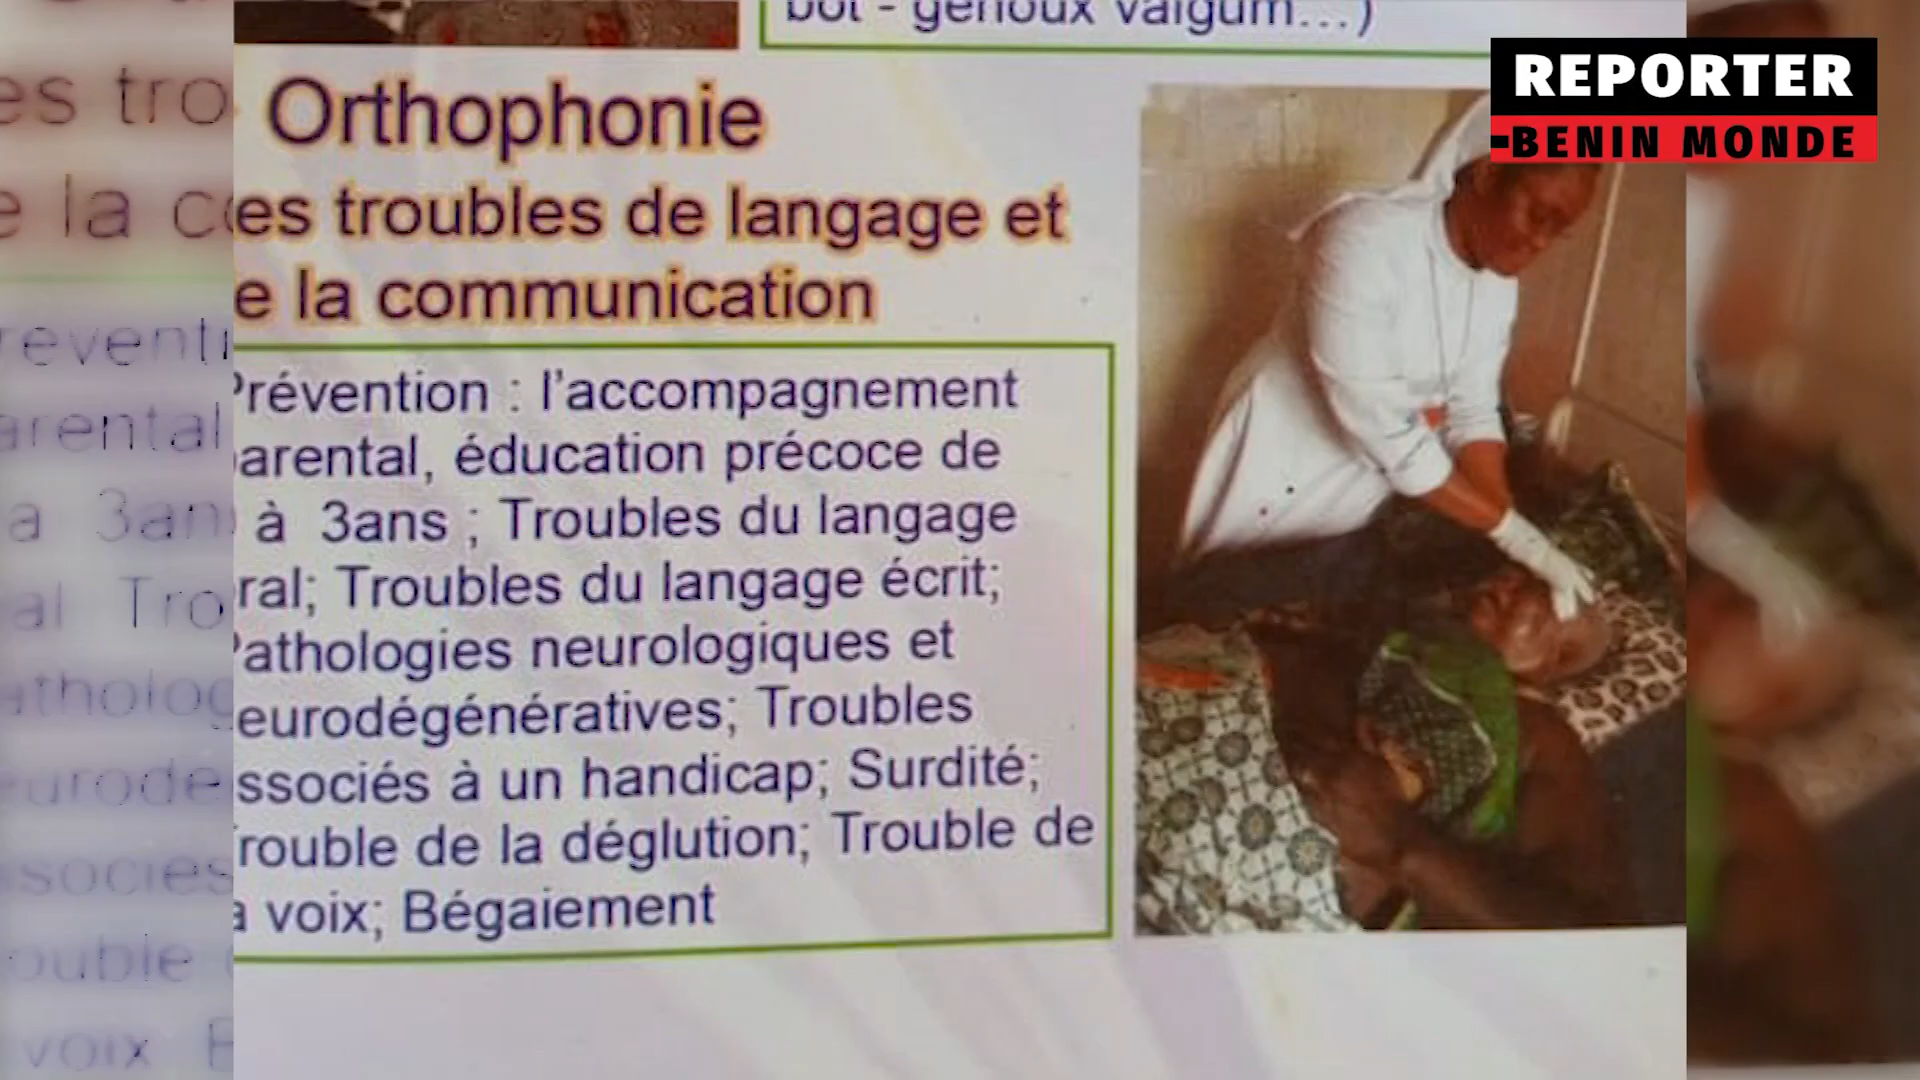 bot - genoux valgum...)
REPORTER
BENIN MONDE
Orthophonie
es troubles de langage et
e la communication
Prévention : l'accompagnement
arental, éducation précoce de
à 3ans ; Troubles du langage
ral; Troubles du langage écrit;
Pathologies neurologiques et
eurodégénératives; Troubles
ssociés à un handicap; Surdité;
Trouble de la déglution; Trouble de
a voix; Bégaiement